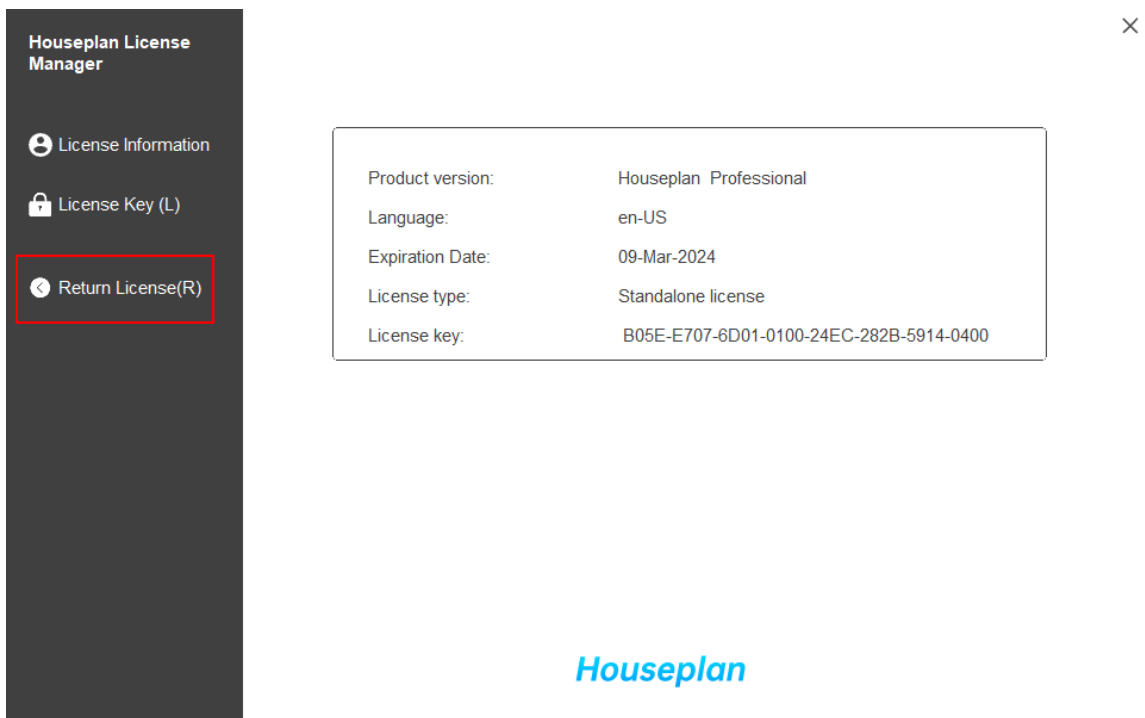 Houseplan License
Manager
License Information
License Key (L)
Return License(R)
Product version: Houseplan Professional
Language: en-US
Expiration Date: 09-Mar-2024
License type: Standalone license
License key: B05E-E707-6D01-0100-24EC-282B-5914-0400
Houseplan